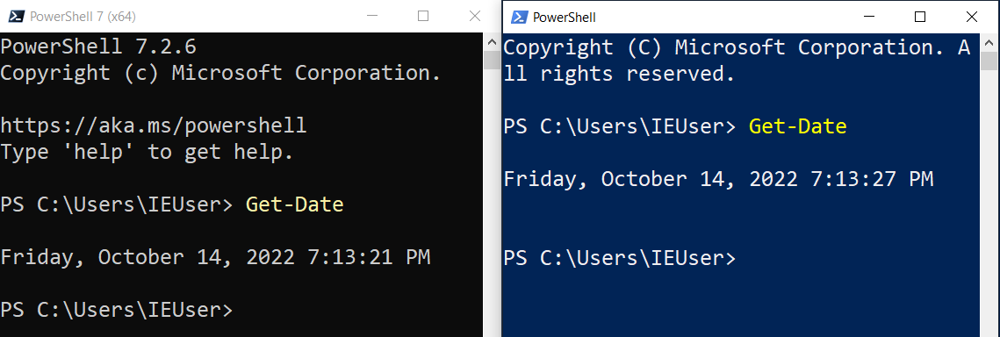 PowerShell 7 (x64)
PowerShell 7.2.6
Copyright (c) Microsoft Corporation.
https://aka.ms/powershell
Type 'help' to get help.
PS C:\Users\IEUser> Get-Date
Friday, October 14, 2022 7:13:21 PM
PS C:\Users\IEUser>
PowerShell
Copyright (C) Microsoft Corporation. A
ll rights reserved.
PS C:\Users\IEUser> Get-Date
Friday, October 14, 2022 7:13:27 PM
PS C:\Users\IEUser>